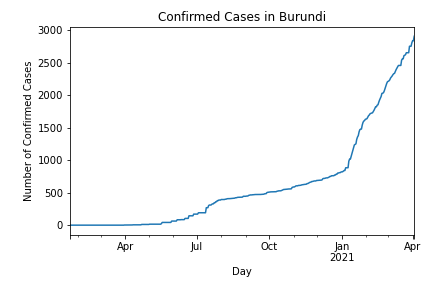 Confirmed Cases in Burundi
Number of Confirmed Cases
3000
2500
2000
1500
1000
500
0
Apr
Jul
Oct
Jan
2021
Apr
Day